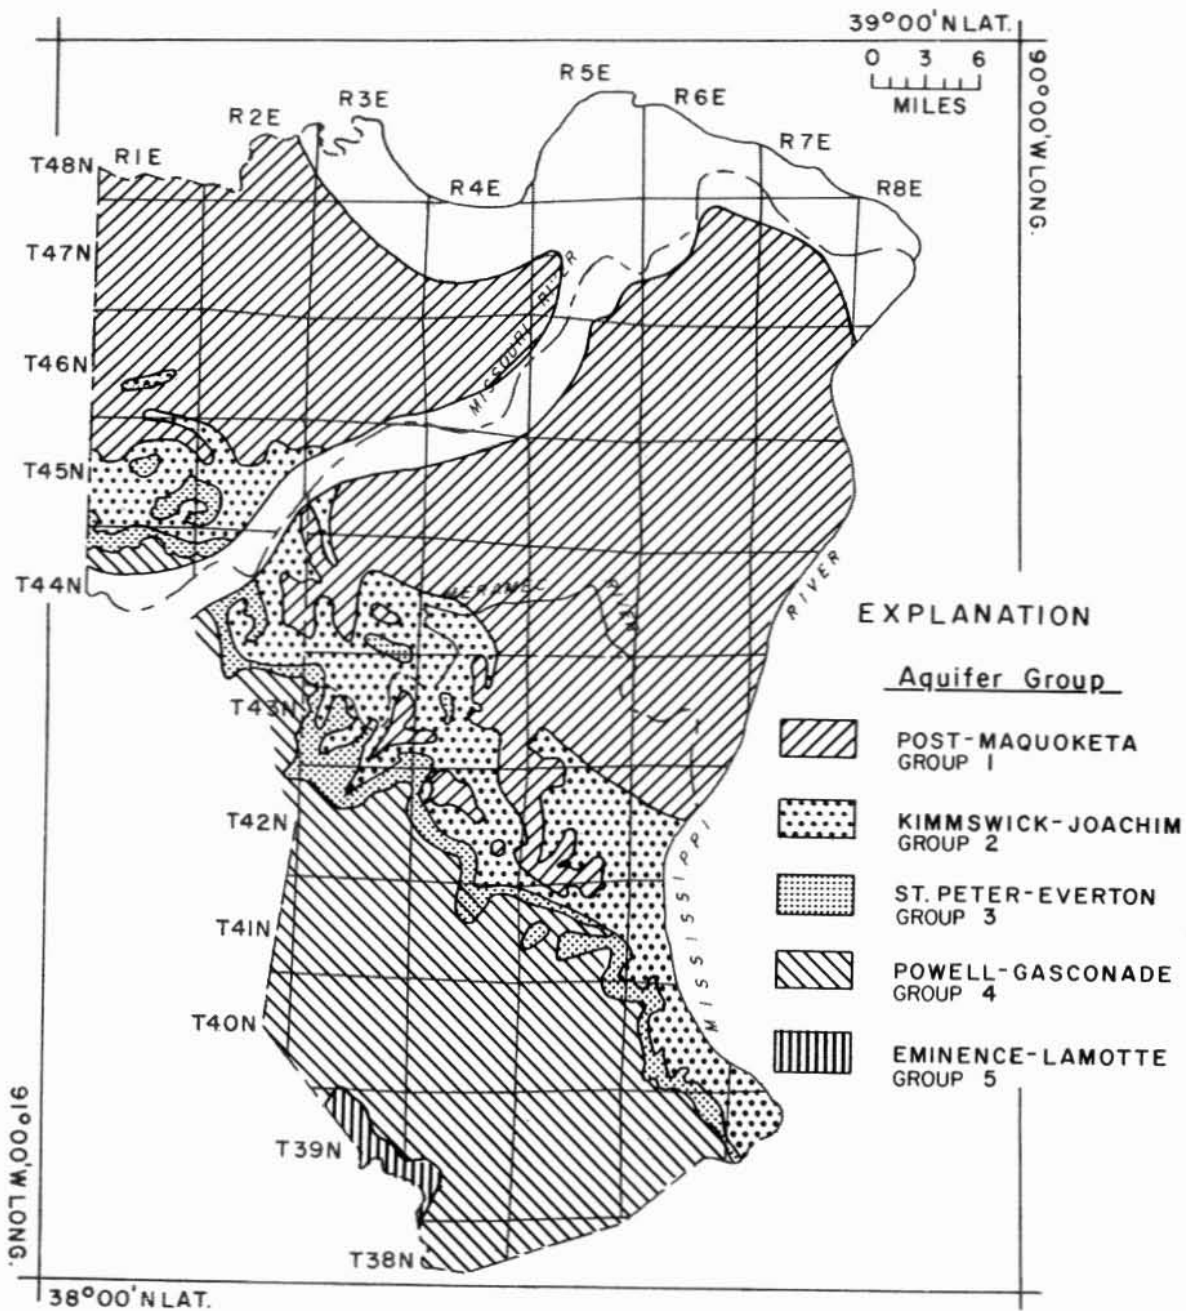 39°00'N LAT.
0 3 6
MILES
90°00'W LONG.
R5E
R3E
R6E
R2E
R7E
T48N
R1E
R4E
R8E
T47N
MISSOURI RIVER
T46N
T45N
T44N
MERAMEC RIVER
RIVER
EXPLANATION
Aquifer Group
T43N
POST-MAQUOKETA
GROUP 1
T42N
KIMMSWICK-JOACHIM
GROUP 2
MISSISSIPPI
ST. PETER-EVERTON
GROUP 3
T41N
POWELL-GASCONADE
GROUP 4
T40N
EMINENCE-LAMOTTE
GROUP 5
91°00'W LONG.
T39N
T38N
38°00'N LAT.